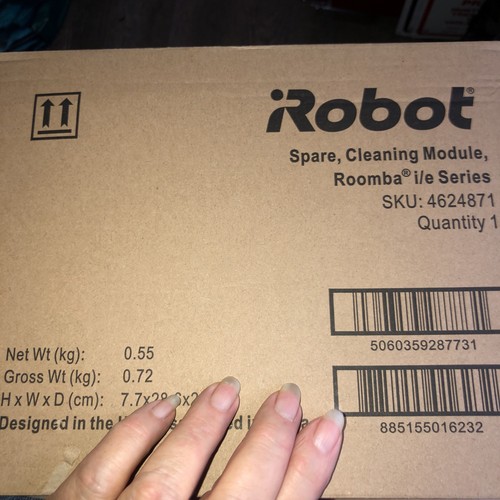 iRobot®
Spare, Cleaning Module,
Roomba® i/e Series
SKU: 4624871
Quantity 1
5060359287731
885155016232
Net Wt (kg): 0.55
Gross Wt (kg): 0.72
H x W x D (cm):
Designed in the